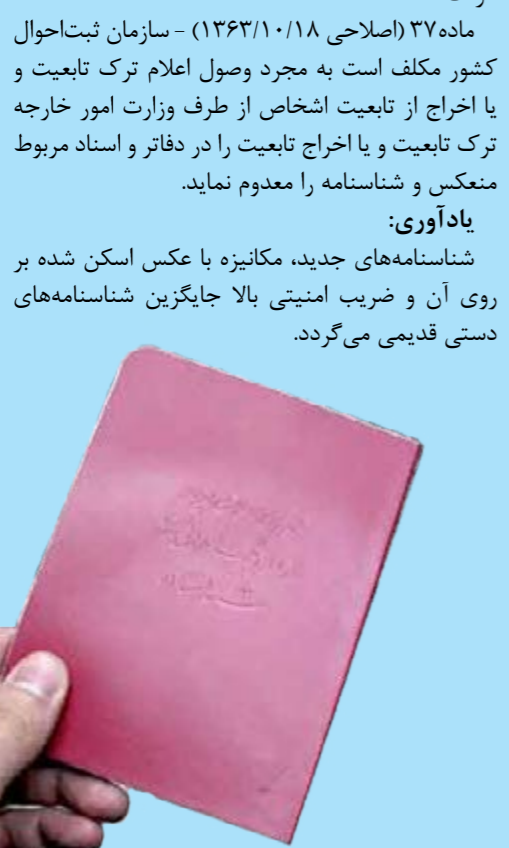 ماده۳۷ (اصلاحی ۱۳۶۳/۱۰/۱۸) - سازمان ثبت‌احوال
کشور مکلف است به مجرد وصول اعلام ترک تابعیت و
یا اخراج از تابعیت اشخاص از طرف وزارت امور خارجه
ترک تابعیت و یا اخراج تابعیت را در دفاتر و اسناد مربوط
منعکس و شناسنامه را معدوم نماید.
یادآوری:
شناسنامه‌های جدید، مکانیزه با عکس اسکن شده بر
روی آن و ضریب امنیتی بالا جایگزین شناسنامه‌های
دستی قدیمی می‌گردد.